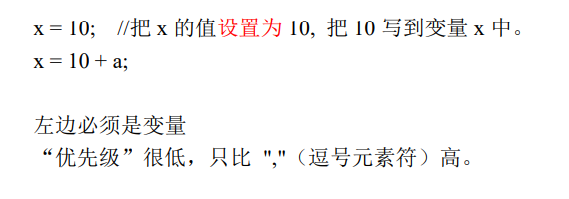 x = 10;    //把 x 的值设置为 10, 把 10 写到变量 x 中。
x = 10 + a;
左边必须是变量
“优先级”很低，只比 ","（逗号元素符）高。